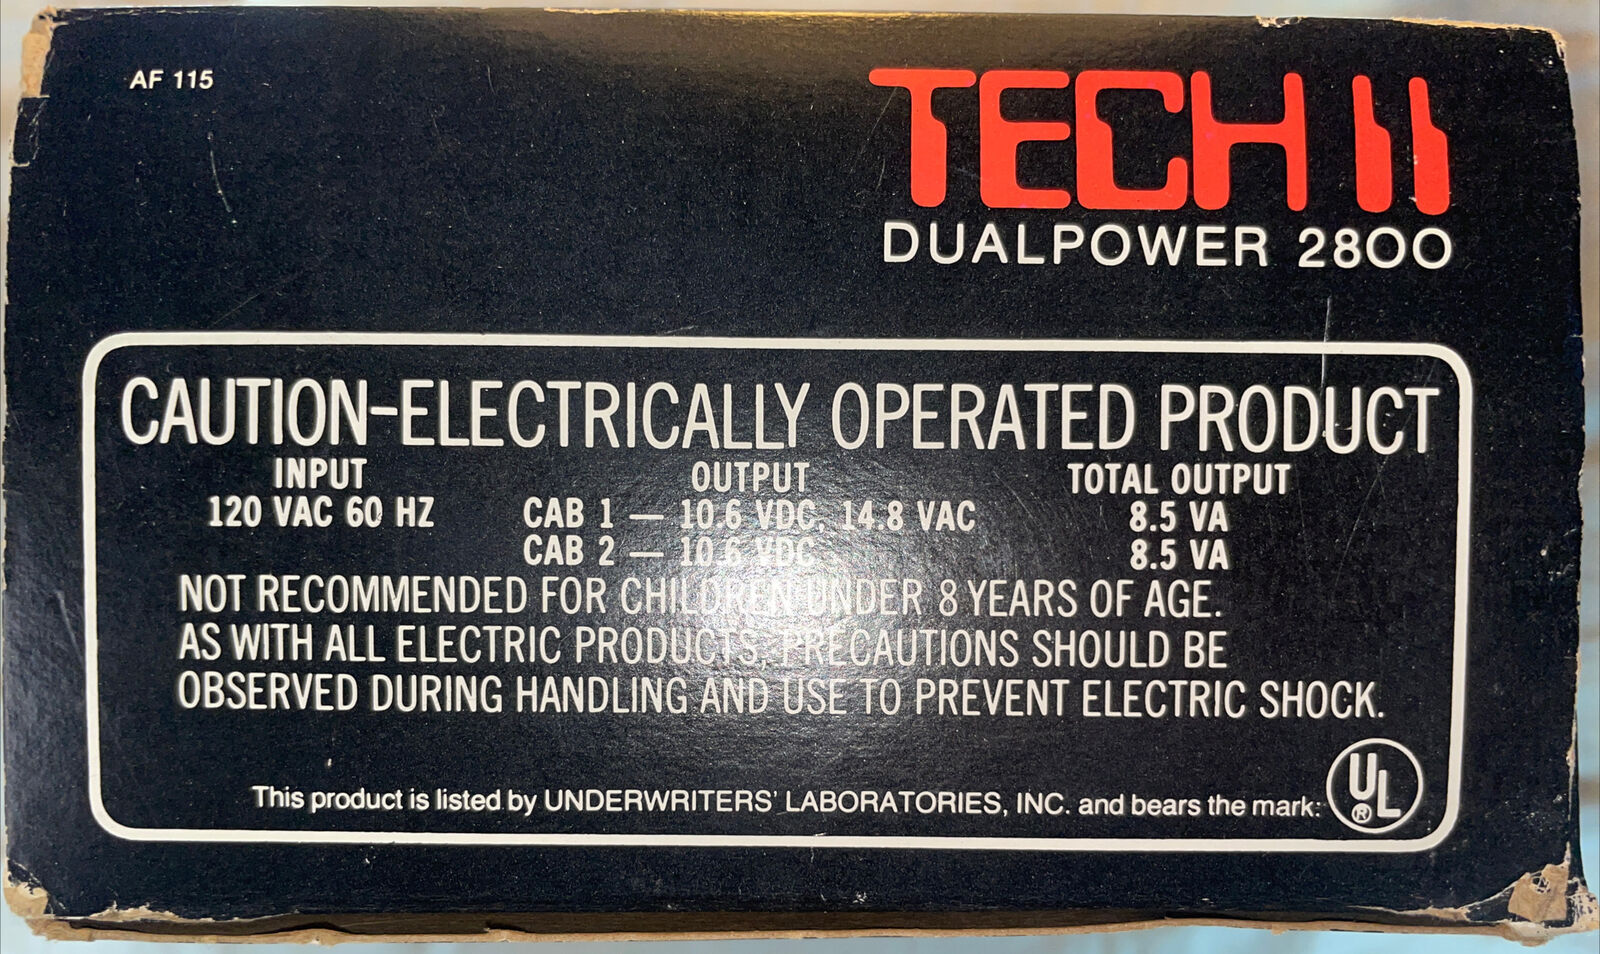 AF 115
TECH II
DUALPOWER 2800
CAUTION-ELECTRICALLY OPERATED PRODUCT
INPUT OUTPUT TOTAL OUTPUT
120 VAC 60 HZ CAB 1 — 10.6 VDC, 14.8 VAC 8.5 VA
CAB 2 — 10.6 VDC 8.5 VA
NOT RECOMMENDED FOR CHILDREN UNDER 8 YEARS OF AGE.
AS WITH ALL ELECTRIC PRODUCTS, PRECAUTIONS SHOULD BE
OBSERVED DURING HANDLING AND USE TO PREVENT ELECTRIC SHOCK.
This product is listed by UNDERWRITERS' LABORATORIES, INC. and bears the mark: UL ®